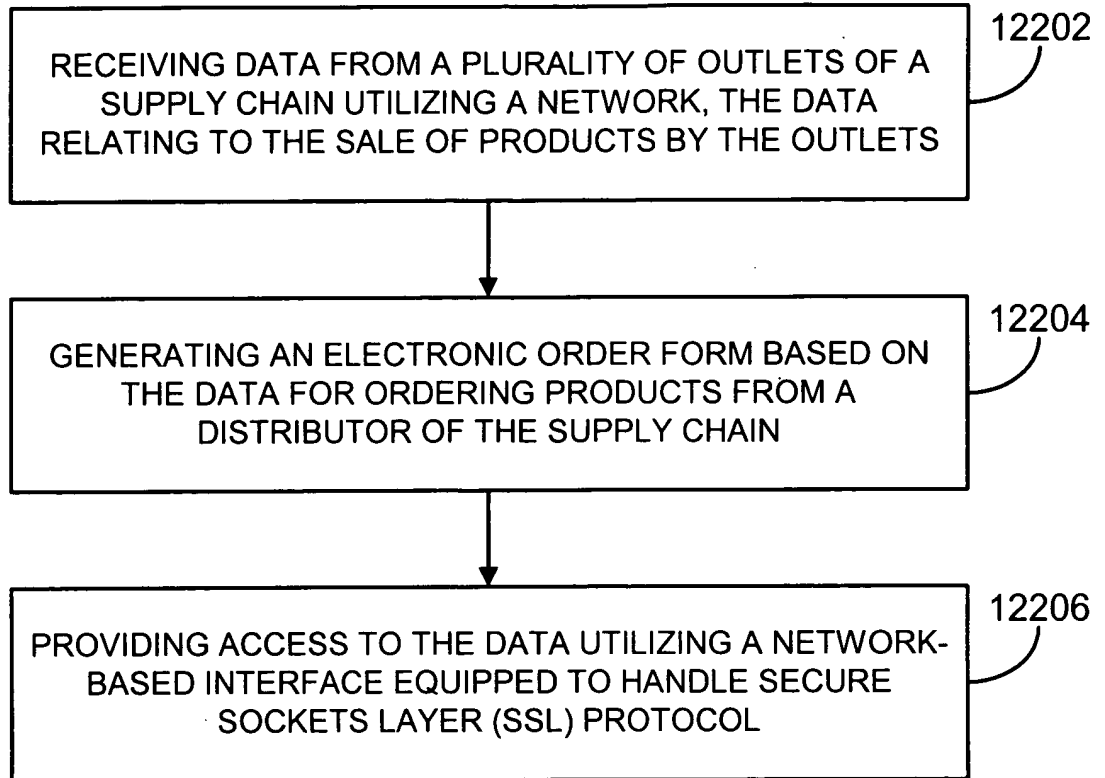 12202
RECEIVING DATA FROM A PLURALITY OF OUTLETS OF A
SUPPLY CHAIN UTILIZING A NETWORK, THE DATA
RELATING TO THE SALE OF PRODUCTS BY THE OUTLETS
12204
GENERATING AN ELECTRONIC ORDER FORM BASED ON
THE DATA FOR ORDERING PRODUCTS FROM A
DISTRIBUTOR OF THE SUPPLY CHAIN
12206
PROVIDING ACCESS TO THE DATA UTILIZING A NETWORK-
BASED INTERFACE EQUIPPED TO HANDLE SECURE
SOCKETS LAYER (SSL) PROTOCOL